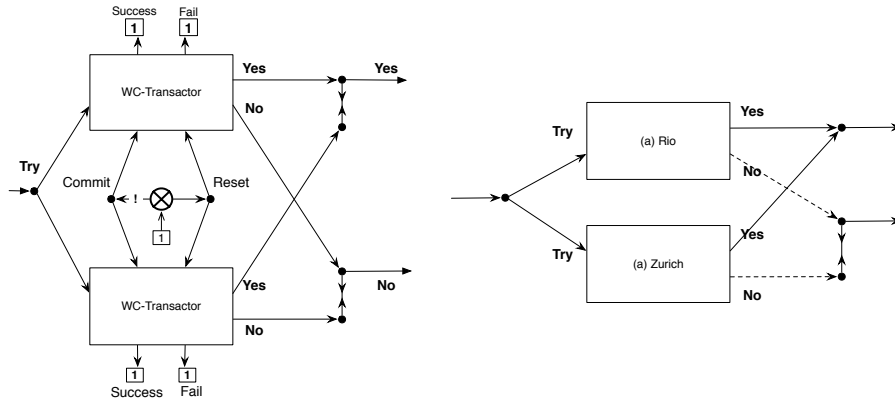 Success Fail
1 1
WC-Transactor
Yes Yes
No
Try
Commit ! Reset
1
WC-Transactor
Yes
No
No
1 1
Success Fail
Try
(a) Rio
Yes
No
Try
(a) Zurich
Yes
No